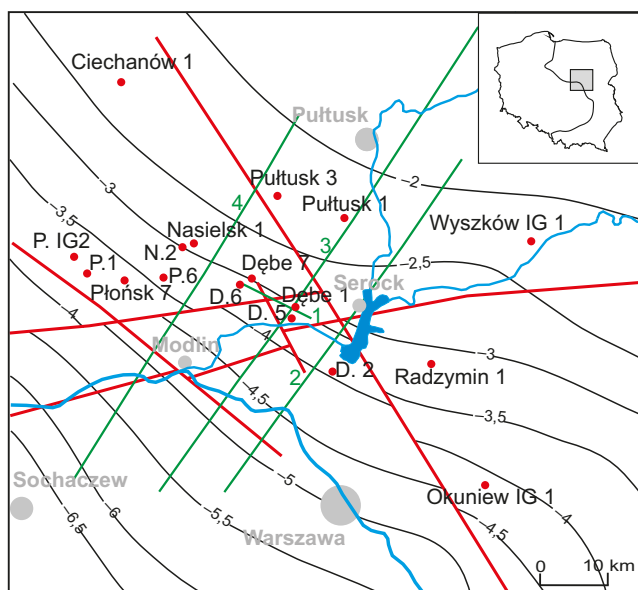 Ciechanów 1
Pułtusk
–2
Pułtusk 3
–3
4
Pułtusk 1
–3,5
Nasielsk 1
Wyszków IG 1
P. IG2
N.2
3
P.1
Dębe 7
–2,5
P.6
Płońsk 7
Serock
D.6
Dębe 1
–4
D. 5
1
Modlin
–3
2
D. 2
Radzymin 1
–4,5
–3,5
–5
Sochaczew
Okuniew IG 1
–5,5
–4
–6
–6,5
Warszawa
–4,5
0 10 km